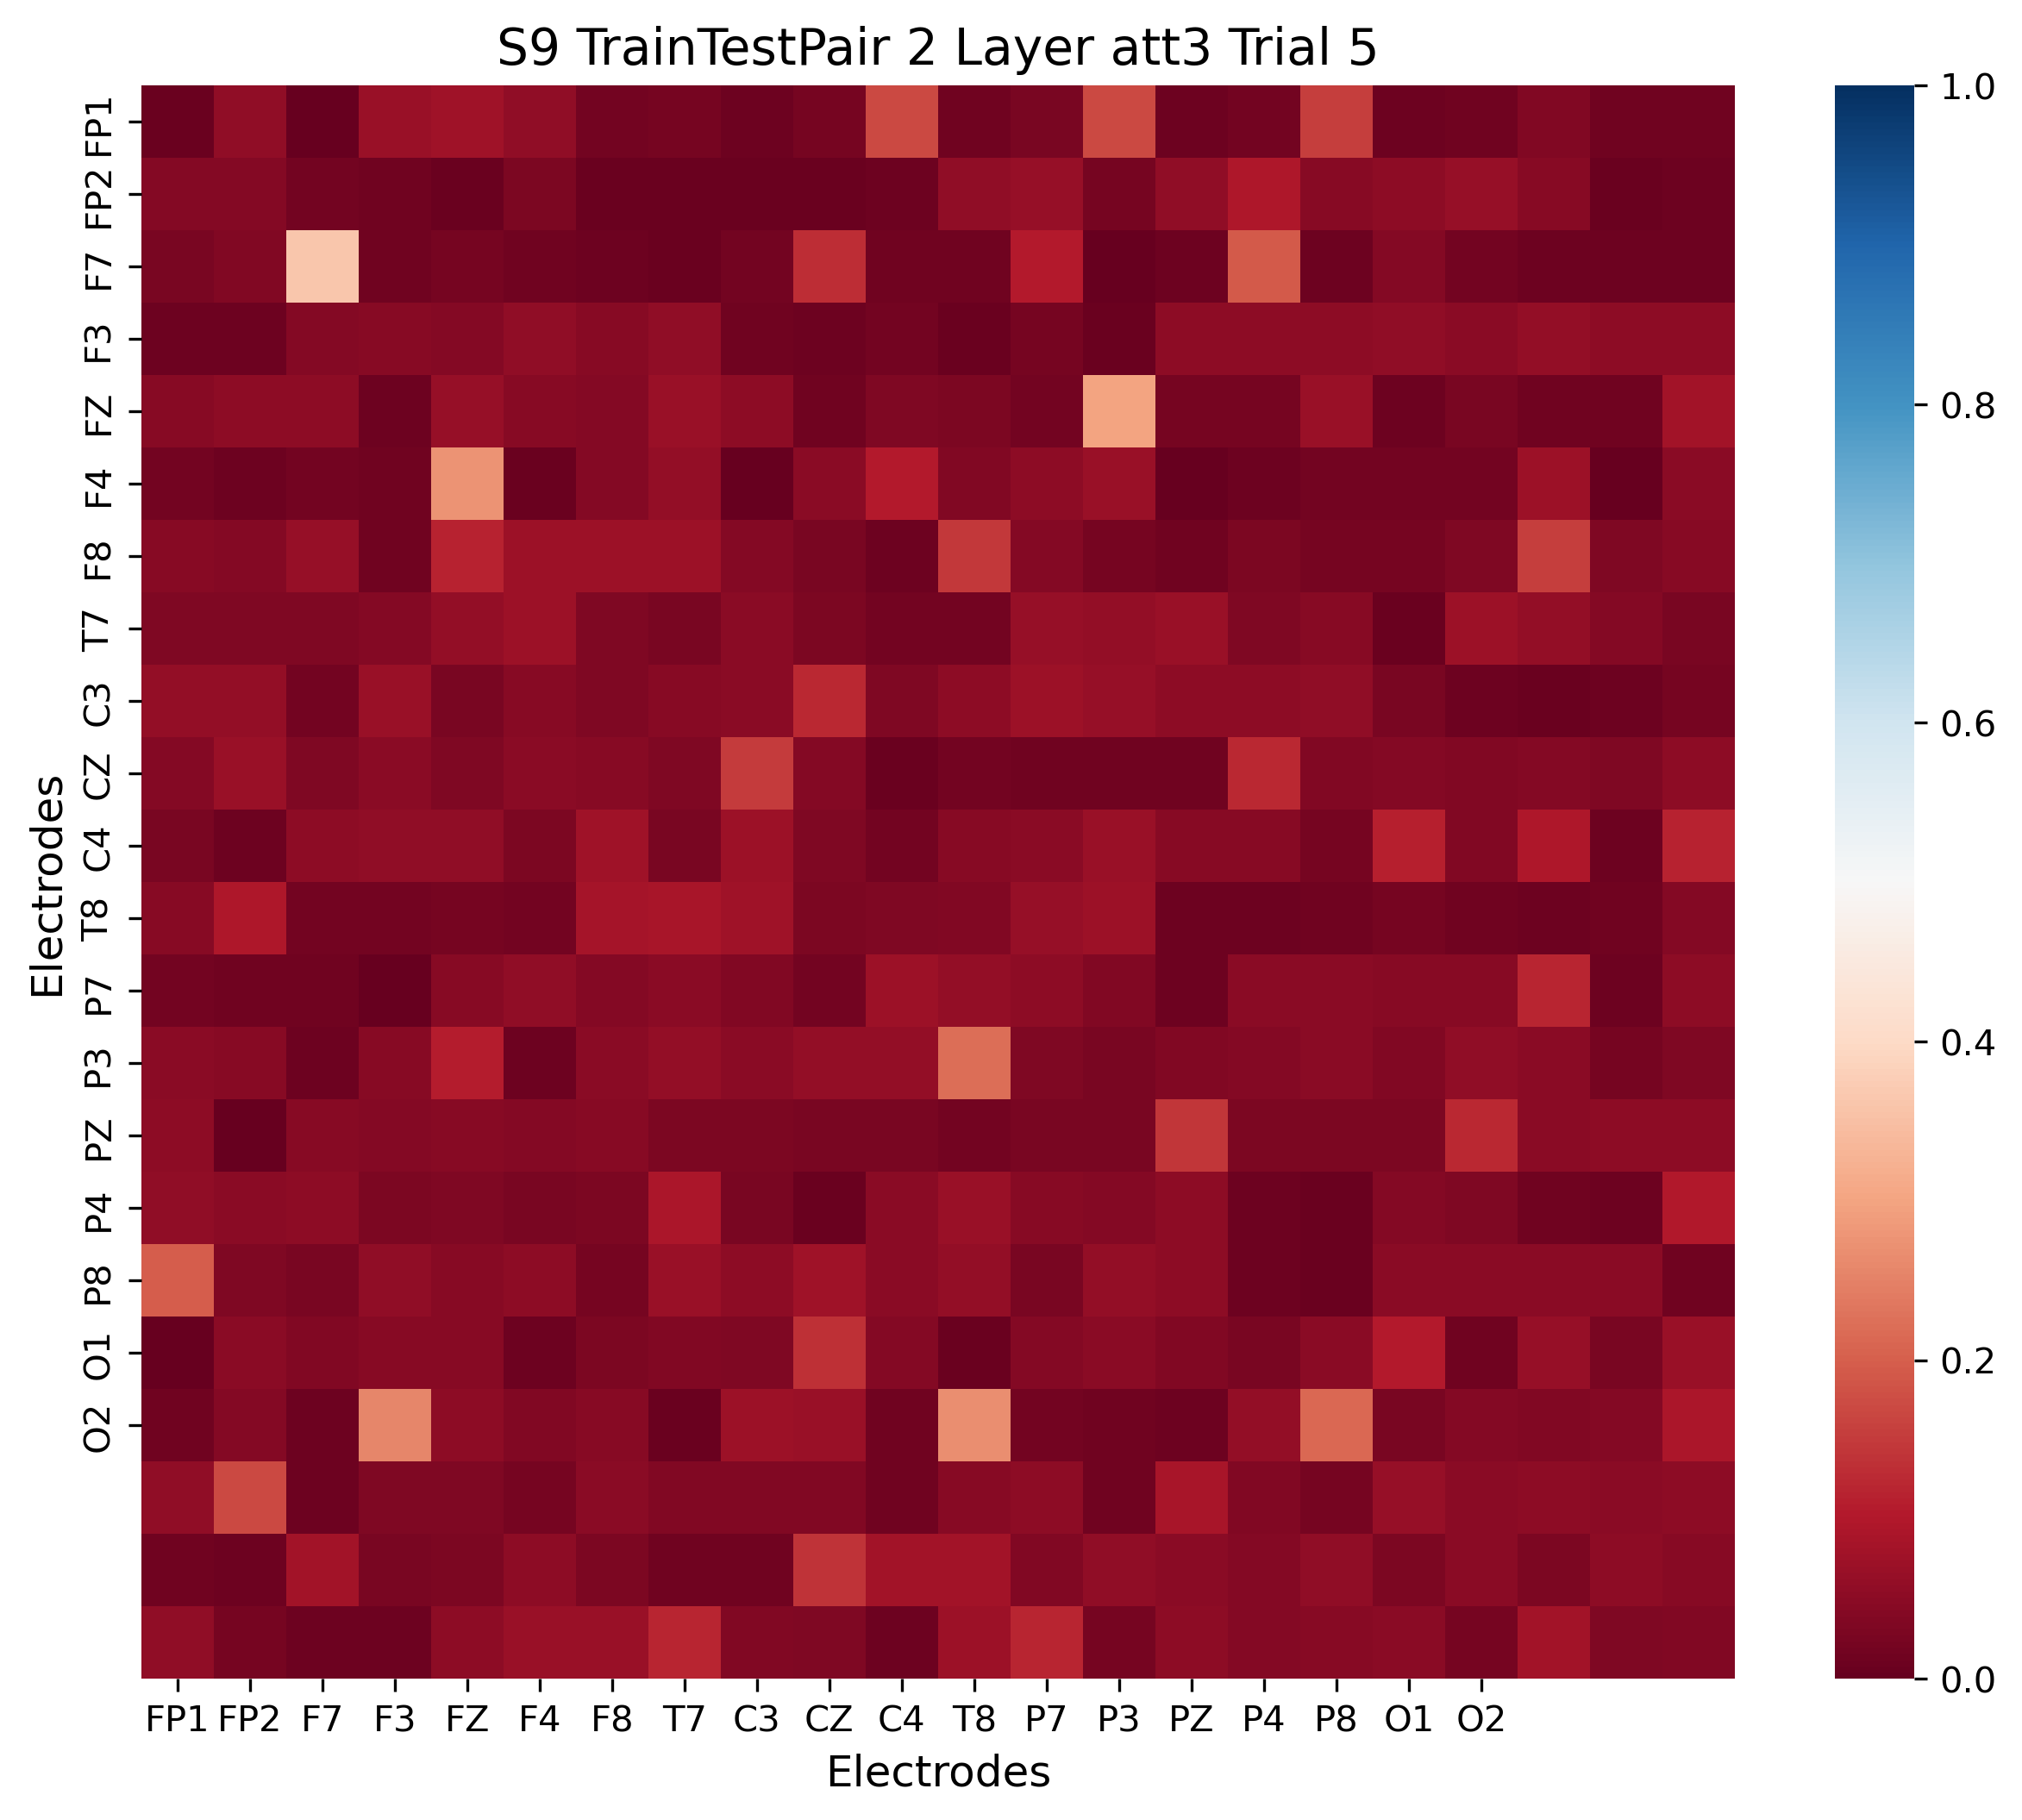 S9 TrainTestPair 2 Layer att3 Trial 5
Electrodes
FP1
FP2
F7
F3
FZ
F4
F8
T7
C3
CZ
C4
T8
P7
P3
PZ
P4
P8
O1
O2
FP1 FP2 F7 F3 FZ F4 F8 T7 C3 CZ C4 T8 P7 P3 PZ P4 P8 O1 O2
Electrodes
1.0
0.8
0.6
0.4
0.2
0.0